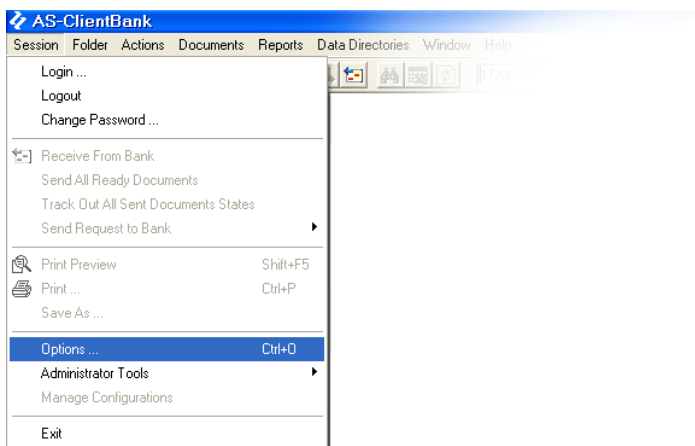 AS-ClientBank
Session Folder Actions Documents Reports Data Directories Window Help
17/08/
Login ...
Logout
Change Password ...
Receive From Bank
Send All Ready Documents
Track Out All Sent Documents States
Send Request to Bank
Print Preview Shift+F5
Print ... Ctrl+P
Save As ...
Options ... Ctrl+O
Administrator Tools
Manage Configurations
Exit